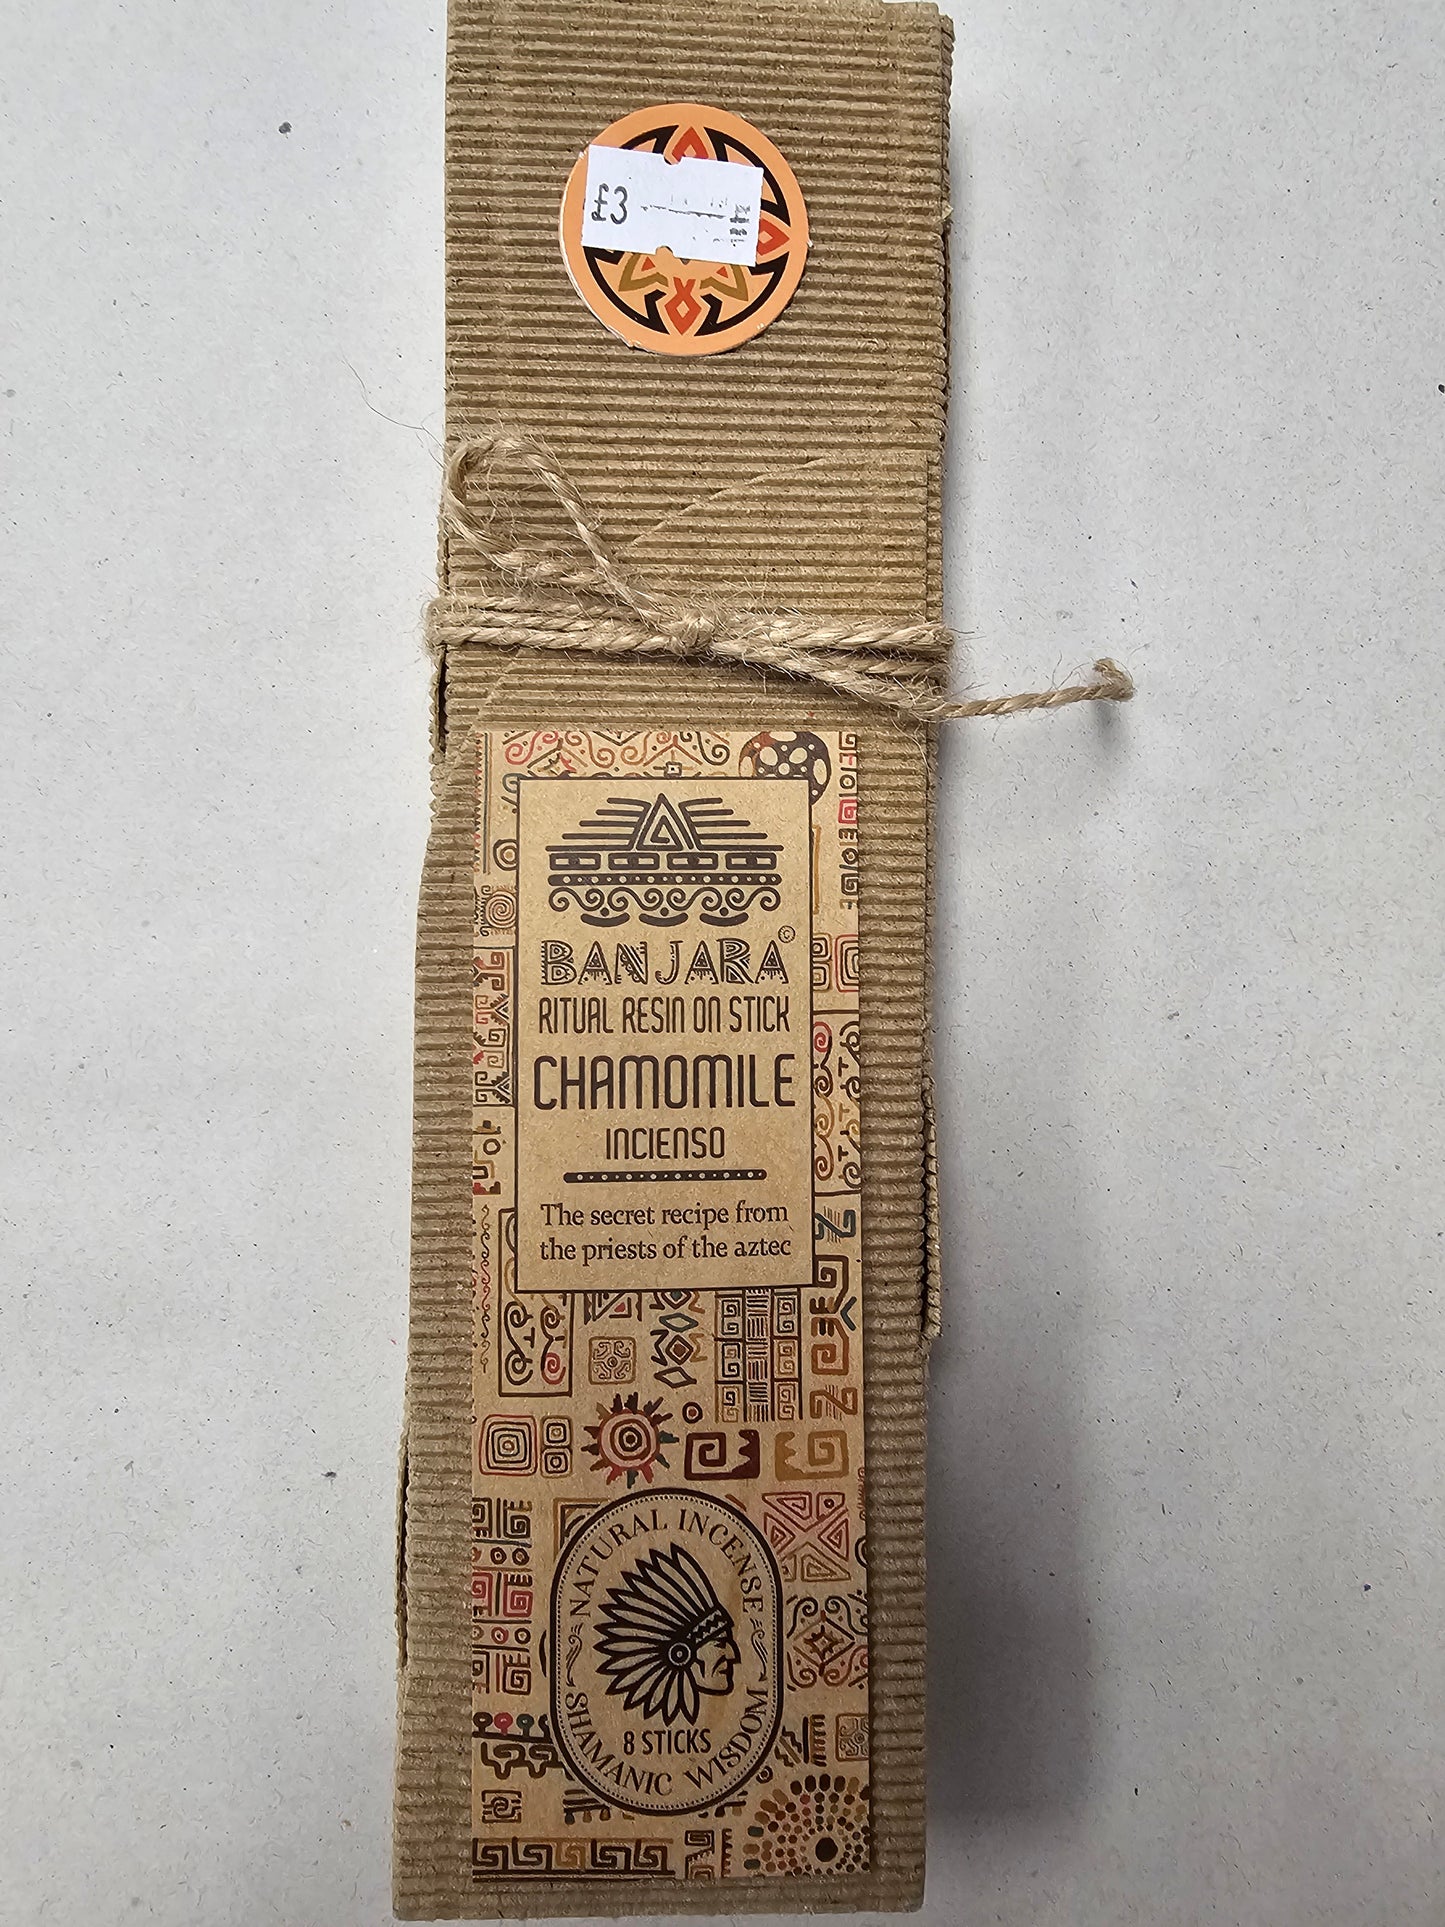 £3
BANJARA©
RITUAL RESIN ON STICK
CHAMOMILE
INCIENSO
The secret recipe from
the priests of the aztec
NATURAL INCENSE
8 STICKS
SHAMANIC WISDOM